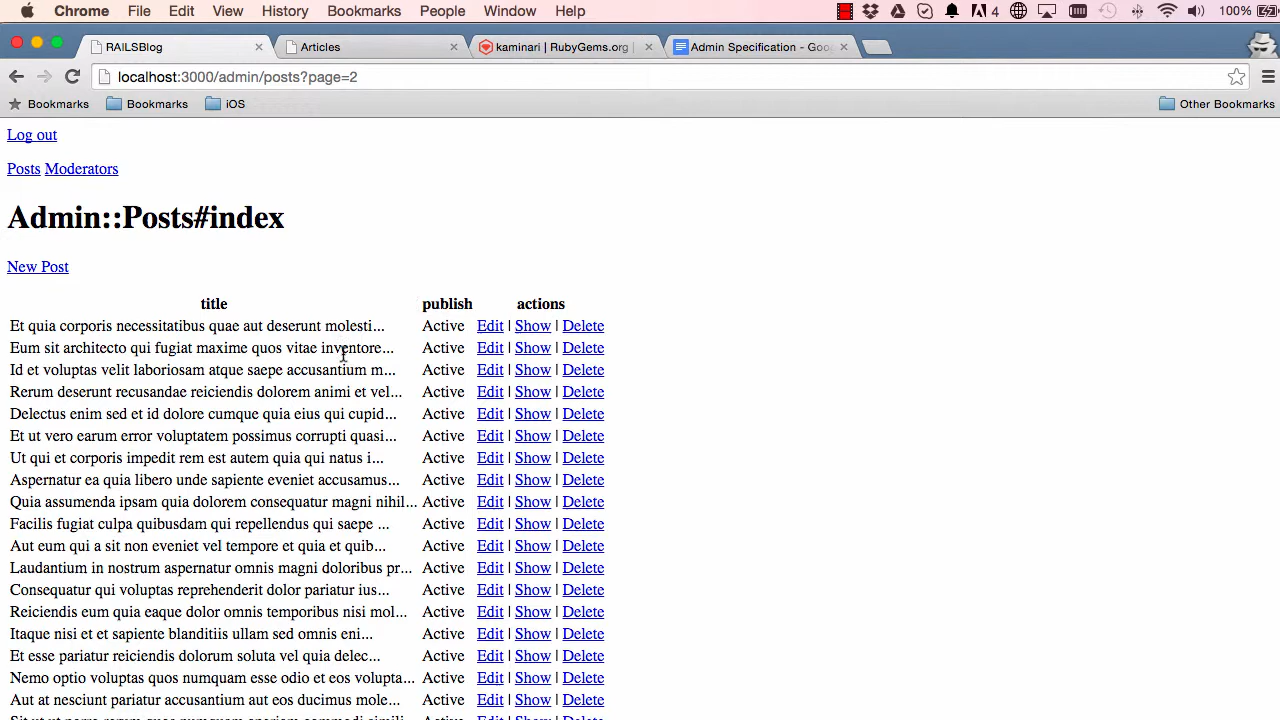 Chrome File Edit View History Bookmarks People Window Help 4 100%
RAILSBlog Articles kaminari | RubyGems.org | Admin Specification - Goo
localhost:3000/admin/posts?page=2
Bookmarks Bookmarks iOS Other Bookmarks
Log out
Posts Moderators
Admin::Posts#index
New Post
title publish actions
Et quia corporis necessitatibus quae aut deserunt molesti... Active Edit | Show | Delete
Eum sit architecto qui fugiat maxime quos vitae inventore... Active Edit | Show | Delete
Id et voluptas velit laboriosam atque saepe accusantium m... Active Edit | Show | Delete
Rerum deserunt recusandae reiciendis dolorem animi et vel... Active Edit | Show | Delete
Delectus enim sed et id dolore cumque quia eius qui cupid... Active Edit | Show | Delete
Et ut vero earum error voluptatem possimus corrupti quasi... Active Edit | Show | Delete
Ut qui et corporis impedit rem est autem quia qui natus i... Active Edit | Show | Delete
Aspernatur ea quia libero unde sapiente eveniet accusamus... Active Edit | Show | Delete
Quia assumenda ipsam quia dolorem consequatur magni nihil... Active Edit | Show | Delete
Facilis fugiat culpa quibusdam qui repellendus qui saepe ... Active Edit | Show | Delete
Aut eum qui a sit non eveniet vel tempore et quia et quib... Active Edit | Show | Delete
Laudantium in nostrum aspernatur omnis magni doloribus pr... Active Edit | Show | Delete
Consequatur qui voluptas reprehenderit dolor pariatur ius... Active Edit | Show | Delete
Reiciendis eum quia eaque dolor omnis temporibus nisi mol... Active Edit | Show | Delete
Itaque nisi et et sapiente blanditiis ullam sed omnis eni... Active Edit | Show | Delete
Et esse pariatur reiciendis dolorum soluta vel quia delec... Active Edit | Show | Delete
Nemo optio voluptas quos numquam esse odio et eos volupta... Active Edit | Show | Delete
Aut at nesciunt pariatur accusantium aut eos ducimus mole... Active Edit | Show | Delete